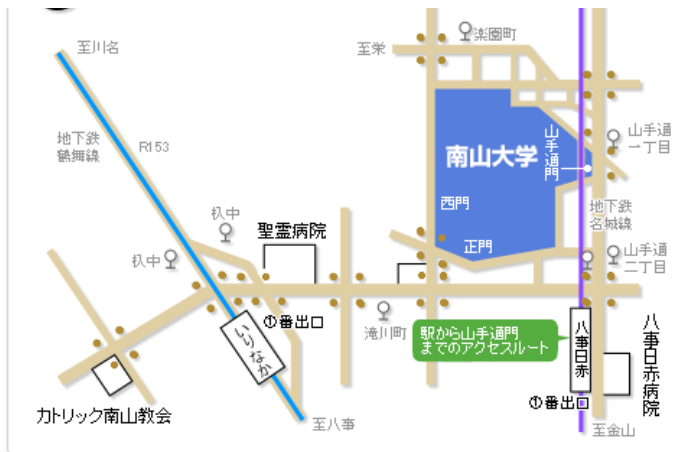 楽園町
至川名
至栄
地下鉄
鶴舞線
R153
山手通
一丁目
山手通門
南山大学
西門
地下鉄
名城線
杁中
聖霊病院
正門
杁中
山手通
二丁目
①番出口
滝川町
駅から山手通門
までのアクセスルート
八事日赤
八事日赤病院
いりなか
①番出口
カトリック南山教会
至八事
至金山